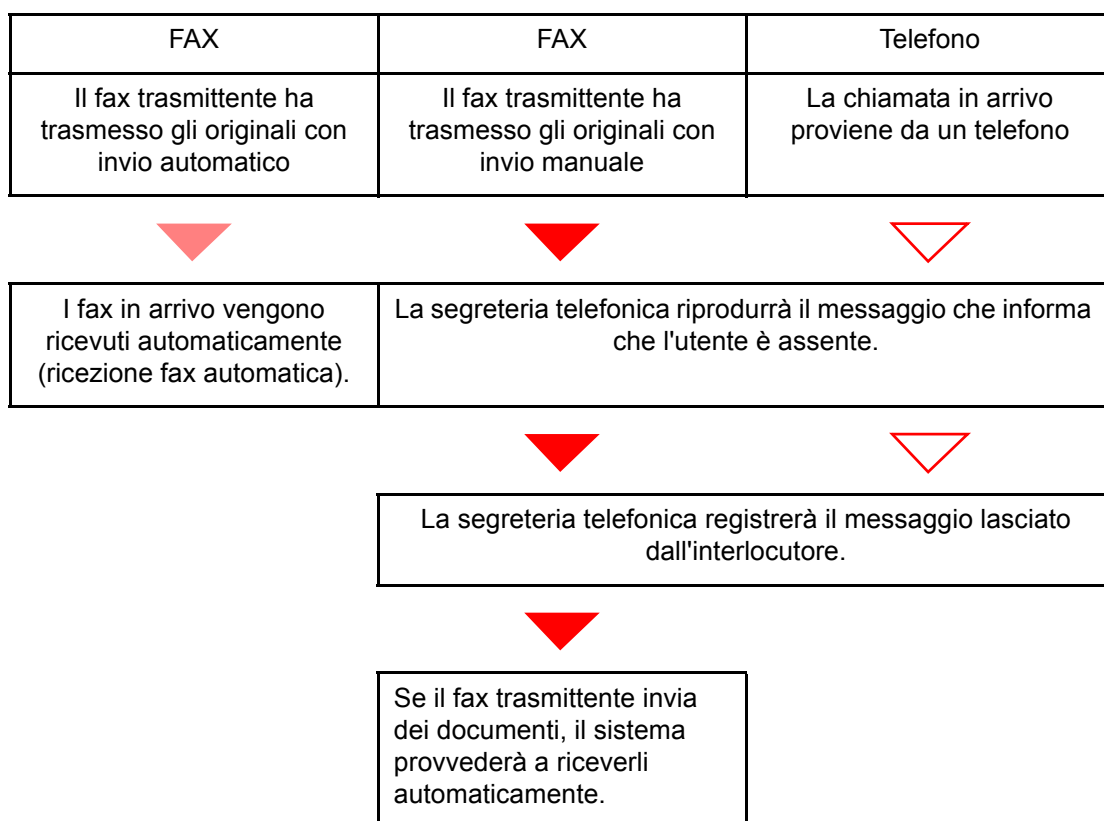 FAX
FAX
Telefono
Il fax trasmittente ha
trasmesso gli originali con
invio automatico
Il fax trasmittente ha
trasmesso gli originali con
invio manuale
La chiamata in arrivo
proviene da un telefono
I fax in arrivo vengono
ricevuti automaticamente
(ricezione fax automatica).
La segreteria telefonica riprodurrà il messaggio che informa
che l'utente è assente.
La segreteria telefonica registrerà il messaggio lasciato
dall'interlocutore.
Se il fax trasmittente invia
dei documenti, il sistema
provvederà a riceverli
automaticamente.